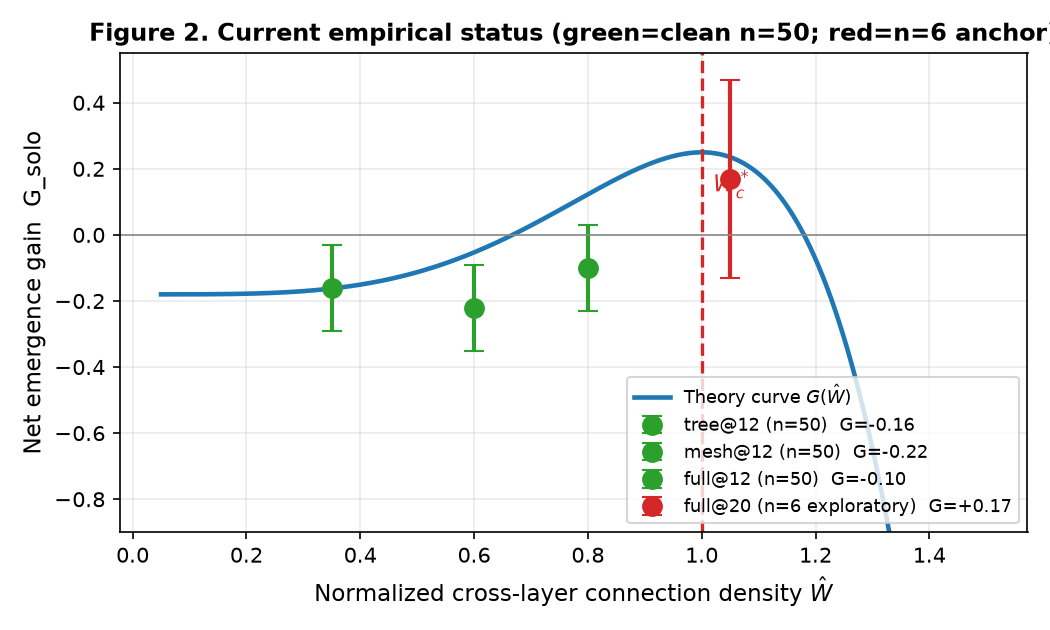 Figure 2. Current empirical status (green=clean n=50; red=n=6 anchor)
Net emergence gain G_solo
0.4
0.2
0.0
−0.2
−0.4
−0.6
−0.8
W_c^*
Theory curve G(Ŵ)
tree@12 (n=50) G=-0.16
mesh@12 (n=50) G=-0.22
full@12 (n=50) G=-0.10
full@20 (n=6 exploratory) G=+0.17
0.0 0.2 0.4 0.6 0.8 1.0 1.2 1.4
Normalized cross-layer connection density Ŵ